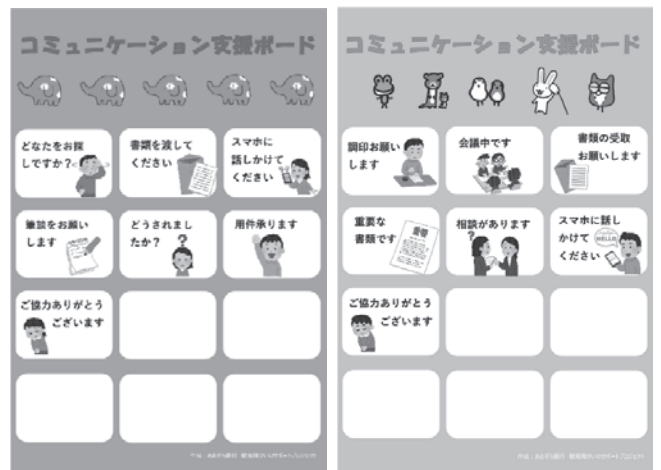 コミュニケーション支援ボード
どなたをお探
しですか?
書類を渡して
ください
スマホに
話しかけて
ください
筆談をお願い
します
どうされまし
たか?
用件承ります
ご協力ありがとう
ございます
コミュニケーション支援ボード
調印お願い
します
会議中です
書類の受取
お願いします
重要な
書類です
重要
相談があります
スマホに話し
かけて
ください
HELLO
ご協力ありがとう
ございます